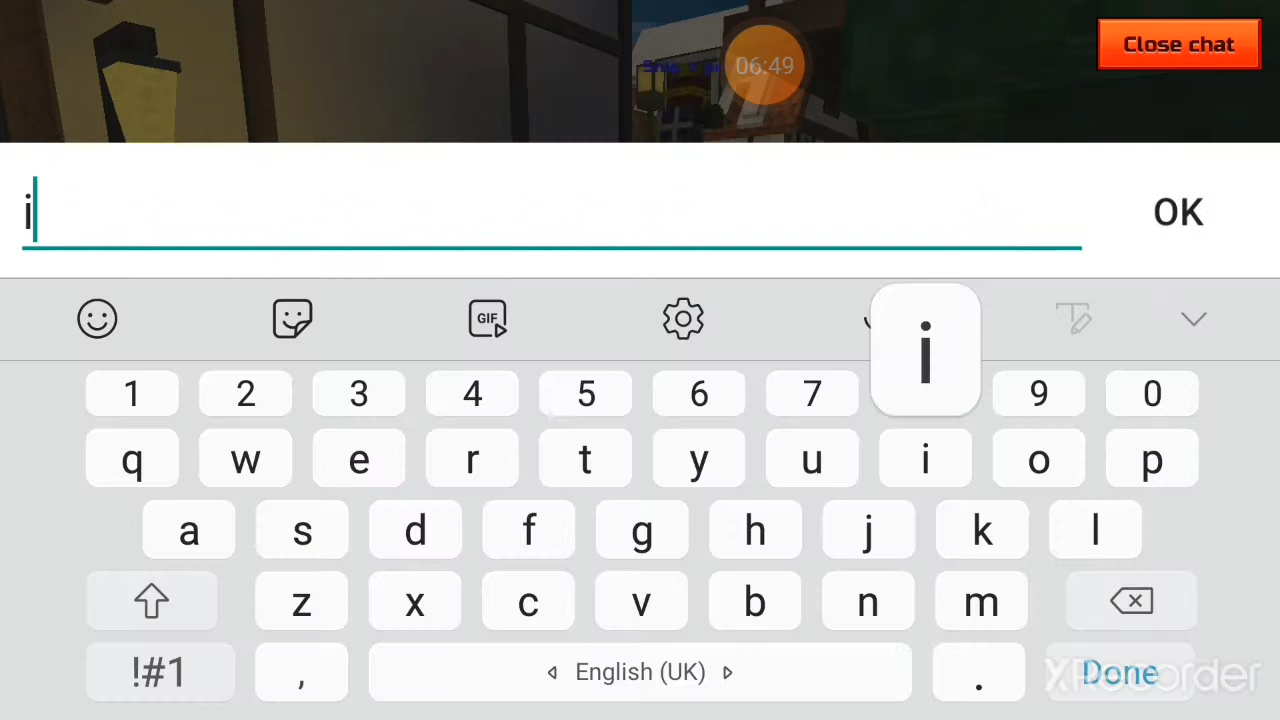 Close chat
06:49
i
OK
GIF
i
1 2 3 4 5 6 7 9 0
q w e r t y u i o p
a s d f g h j k l
z x c v b n m
!#1 , English (UK) . Done
XRecorder